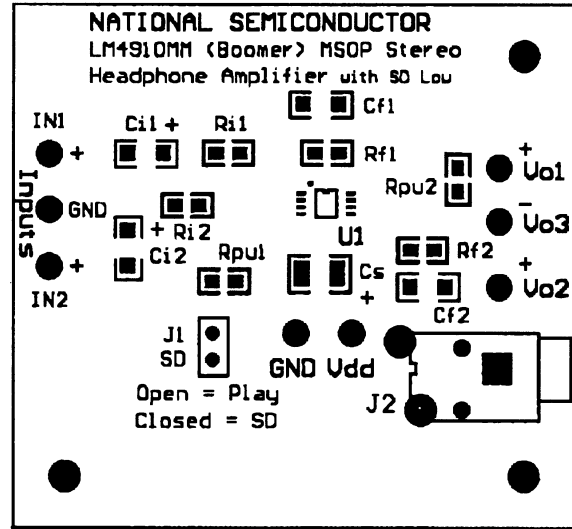 NATIONAL SEMICONDUCTOR
LM4910MM (Boomer) MSOP Stereo
Headphone Amplifier with SD Low
Cf1
IN1
Ci1 +
Ri1
+
Rf1
+
Rpu2
Vo1
Inputs
GND
Ri2
+
U1
-
Vo3
Ci2
Rpu1
Cs
+
Rf2
+
IN2
+
Vo2
Cf2
J1
SD
GND Vdd
Open = Play
Closed = SD
J2